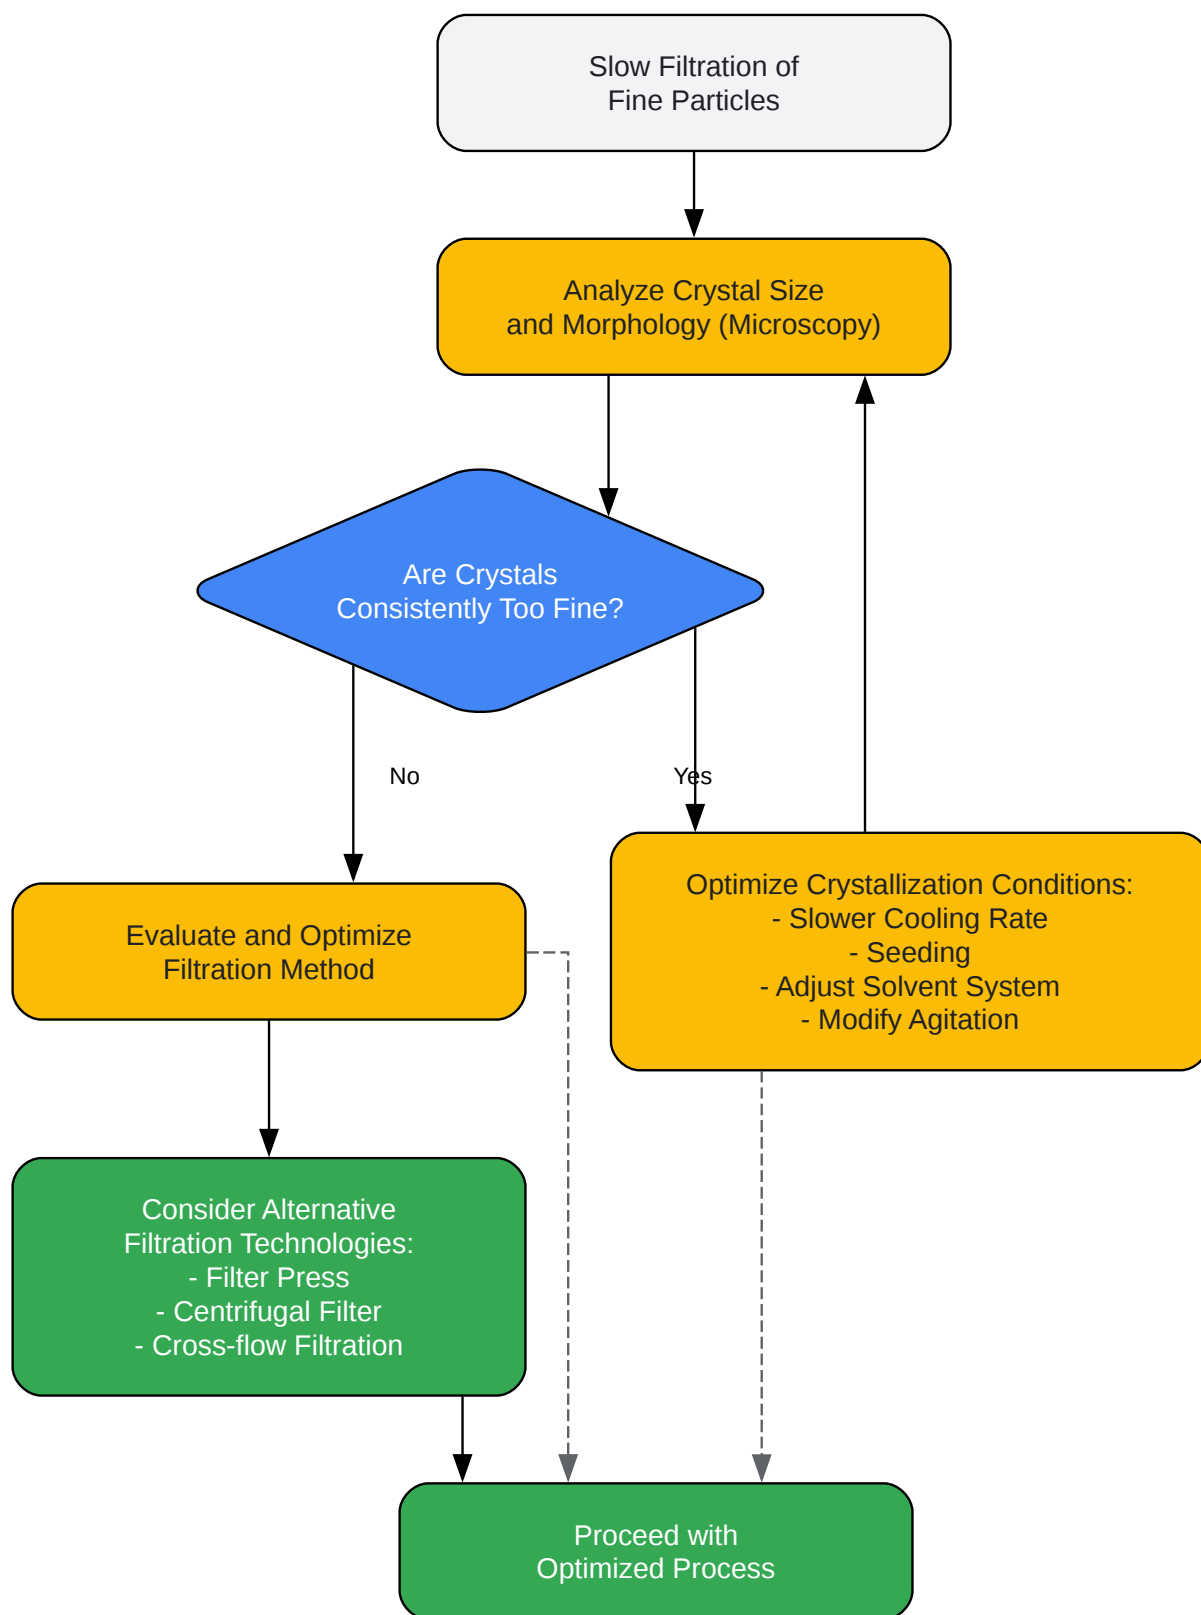 Slow Filtration of
Fine Particles
Analyze Crystal Size
and Morphology (Microscopy)
Are Crystals
Consistently Too Fine?
No
Yes
Optimize Crystallization Conditions:
- Slower Cooling Rate
- Seeding
- Adjust Solvent System
- Modify Agitation
Evaluate and Optimize
Filtration Method
Consider Alternative
Filtration Technologies:
- Filter Press
- Centrifugal Filter
- Cross-flow Filtration
Proceed with
Optimized Process